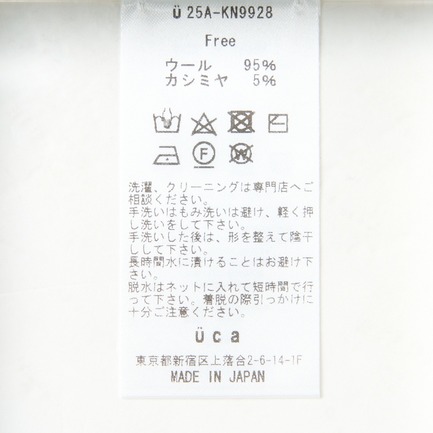 ü 25A-KN9928
Free
ウール 95%
カシミヤ 5%
洗濯、クリーニングは専門店へご
相談ください。
手洗いはもみ洗いは避け、軽く押
し洗いをして下さい。
手洗いした後は、形を整えて陰干
しして下さい。
長時間水に漬けることはお避け下
さい。
脱水はネットに入れて短時間で行
って下さい。着脱の際引っかけに
十分ご注意ください。
üca
東京都新宿区上落合2-6-14-1F
MADE IN JAPAN